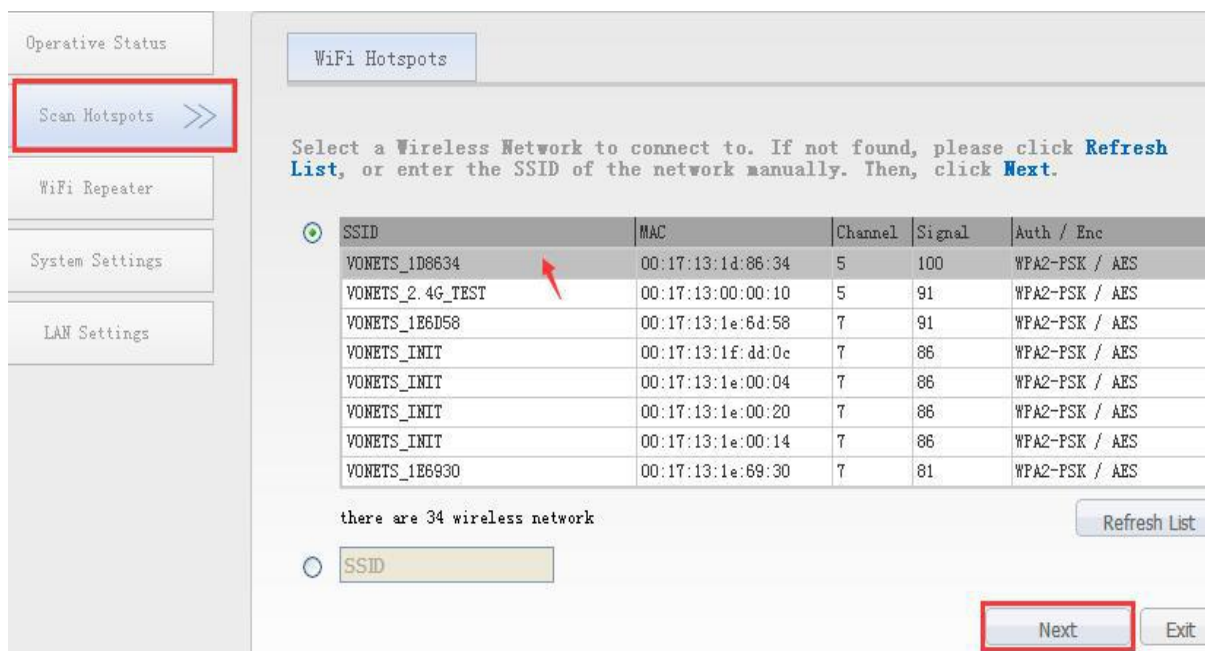 Operative Status
Scan Hotspots >>
WiFi Repeater
System Settings
LAN Settings
WiFi Hotspots
Select a Wireless Network to connect to. If not found, please click Refresh
List, or enter the SSID of the network manually. Then, click Next.
SSID MAC Channel Signal Auth / Enc
VONETS_1D8634 00:17:13:1d:86:34 5 100 WPA2-PSK / AES
VONETS_2.4G_TEST 00:17:13:00:00:10 5 91 WPA2-PSK / AES
VONETS_1E6D58 00:17:13:1e:6d:58 7 91 WPA2-PSK / AES
VONETS_INIT 00:17:13:1f:dd:0c 7 86 WPA2-PSK / AES
VONETS_INIT 00:17:13:1e:00:04 7 86 WPA2-PSK / AES
VONETS_INIT 00:17:13:1e:00:20 7 86 WPA2-PSK / AES
VONETS_INIT 00:17:13:1e:00:14 7 86 WPA2-PSK / AES
VONETS_1E6930 00:17:13:1e:69:30 7 81 WPA2-PSK / AES
there are 34 wireless network
Refresh List
SSID
Next Exit